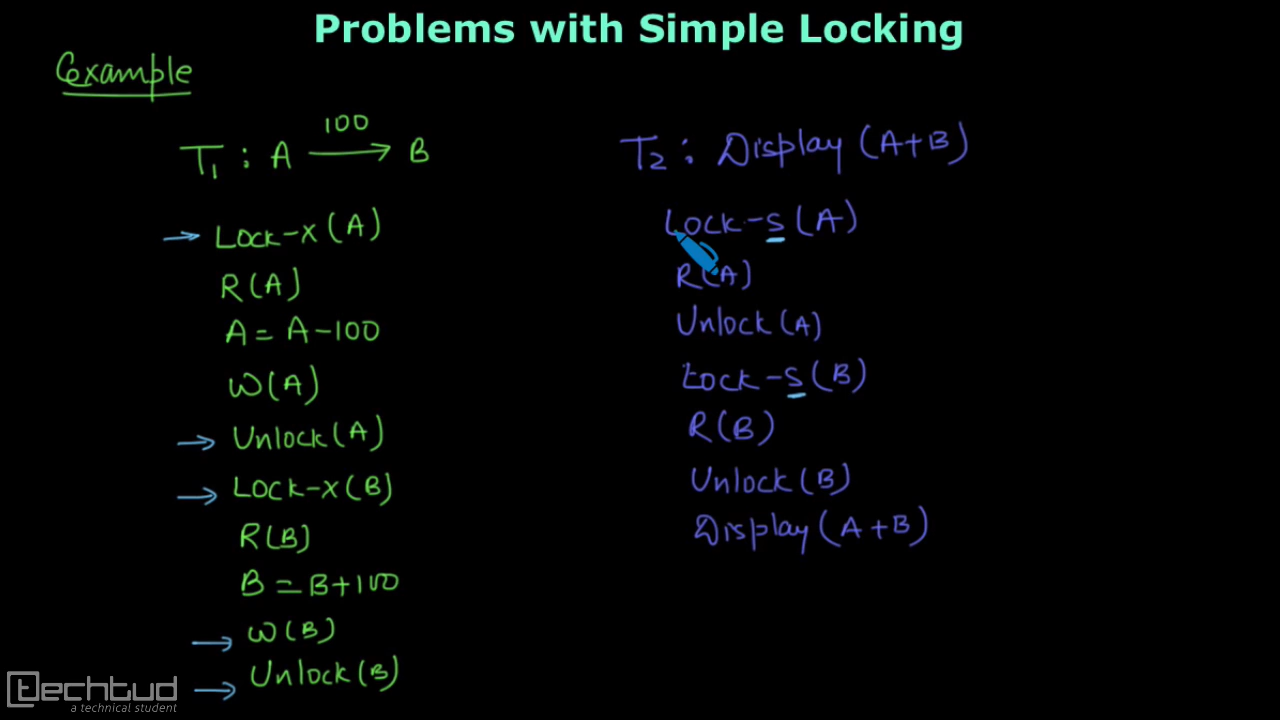 Problems with Simple Locking
Example
100
T₁ : A → B
Lock-X (A)
R(A)
A = A-100
W(A)
Unlock(A)
Lock-X(B)
R(B)
B = B+100
W(B)
Unlock(B)
T₂ : Display (A+B)
Lock-S (A)
R(A)
Unlock (A)
Lock-S (B)
R(B)
Unlock (B)
Display (A+B)
techtud
a technical student